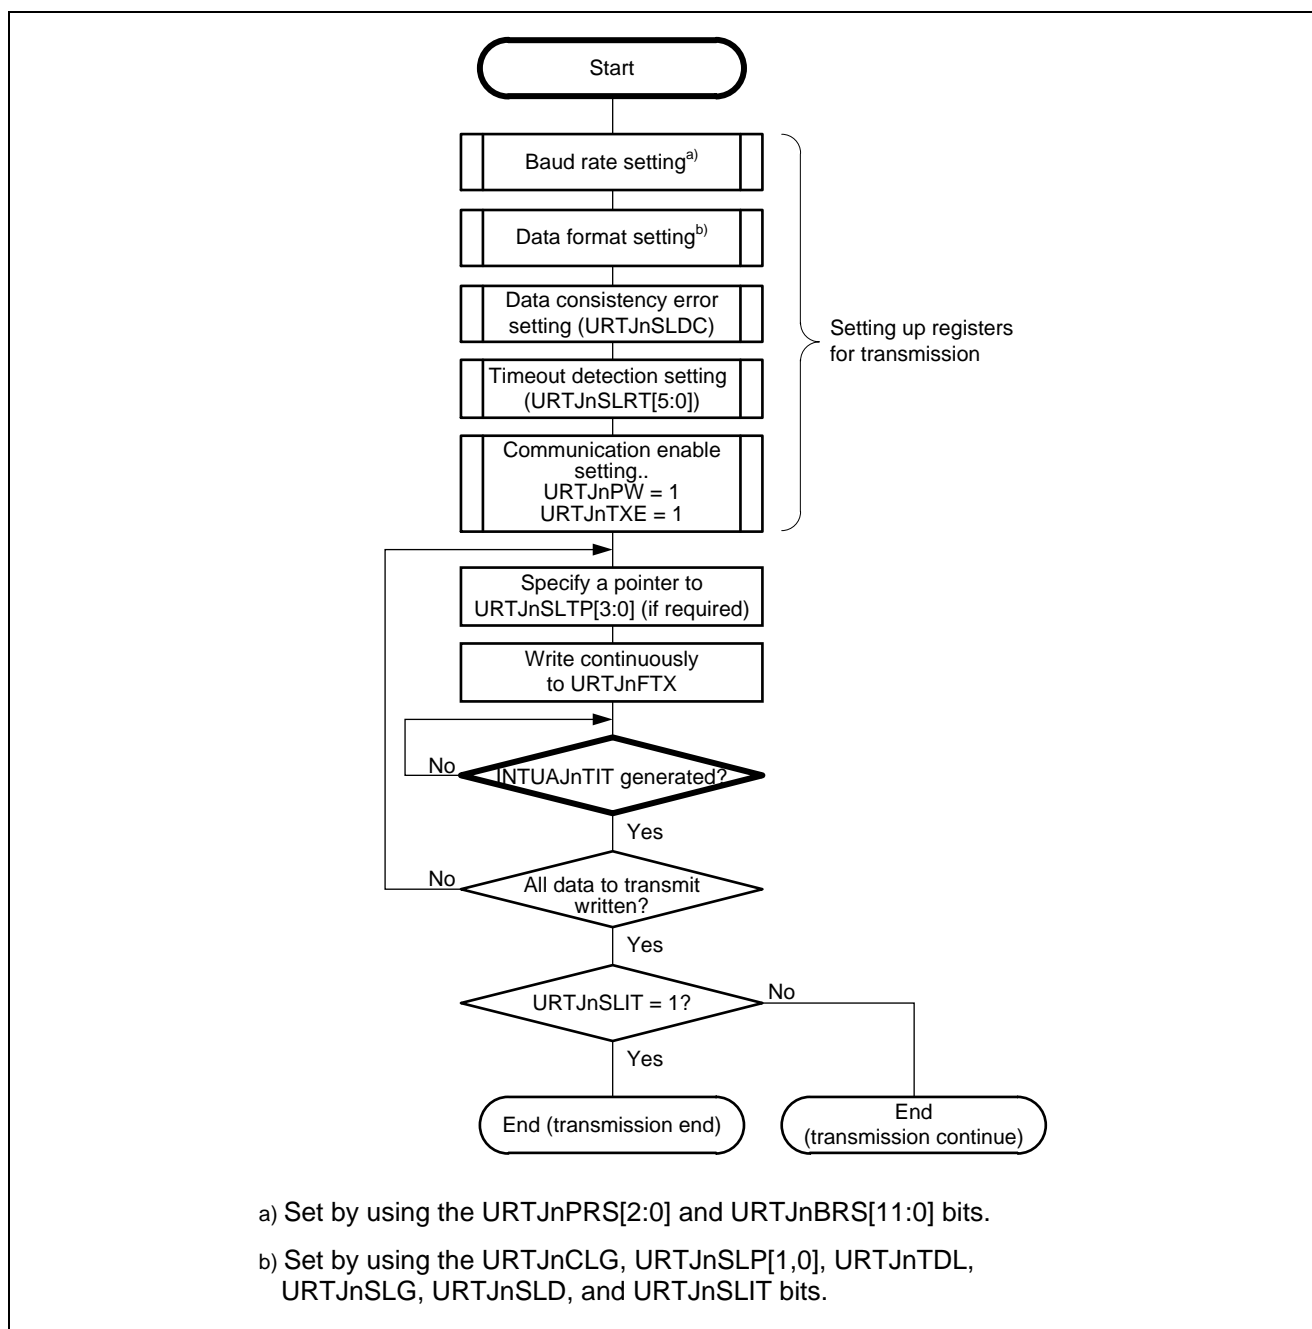 Start
Baud rate setting a)
Data format setting b)
Data consistency error
setting (URTJnSLDC)
Timeout detection setting
(URTJnSLRT[5:0])
Communication enable
setting..
URTJnPW = 1
URTJnTXE = 1
Setting up registers
for transmission
Specify a pointer to
URTJnSLTP[3:0] (if required)
Write continuously
to URTJnFTX
No
INTUAJnTIT generated?
Yes
No
All data to transmit
written?
Yes
URTJnSLIT = 1?
No
Yes
End (transmission end)
End
(transmission continue)
a) Set by using the URTJnPRS[2:0] and URTJnBRS[11:0] bits.
b) Set by using the URTJnCLG, URTJnSLP[1,0], URTJnTDL,
URTJnSLG, URTJnSLD, and URTJnSLIT bits.